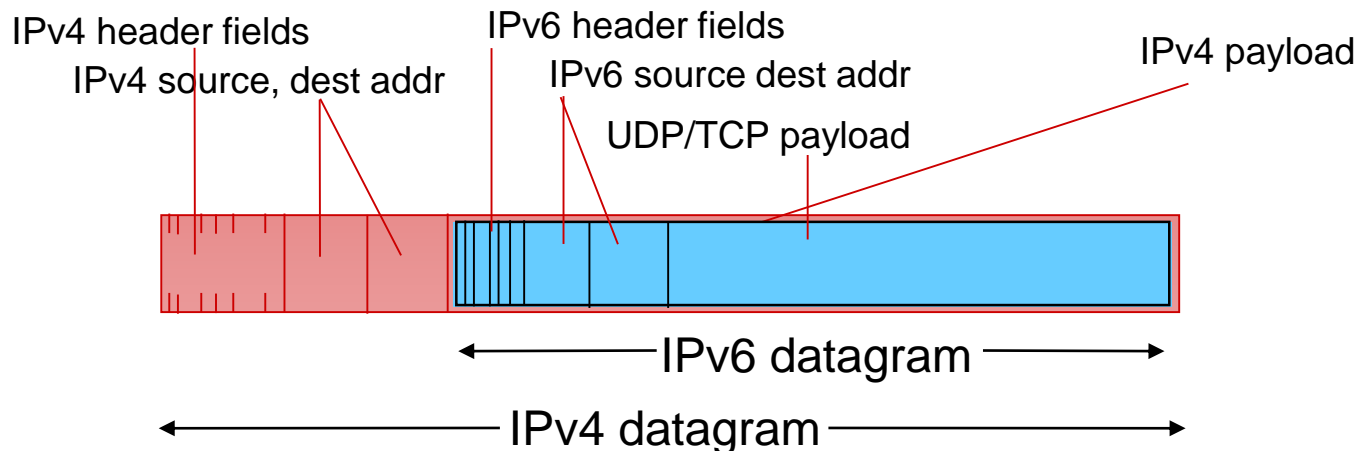 IPv4 header fields
IPv6 header fields
IPv4 payload
IPv4 source, dest addr
IPv6 source dest addr
UDP/TCP payload
IPv6 datagram
IPv4 datagram